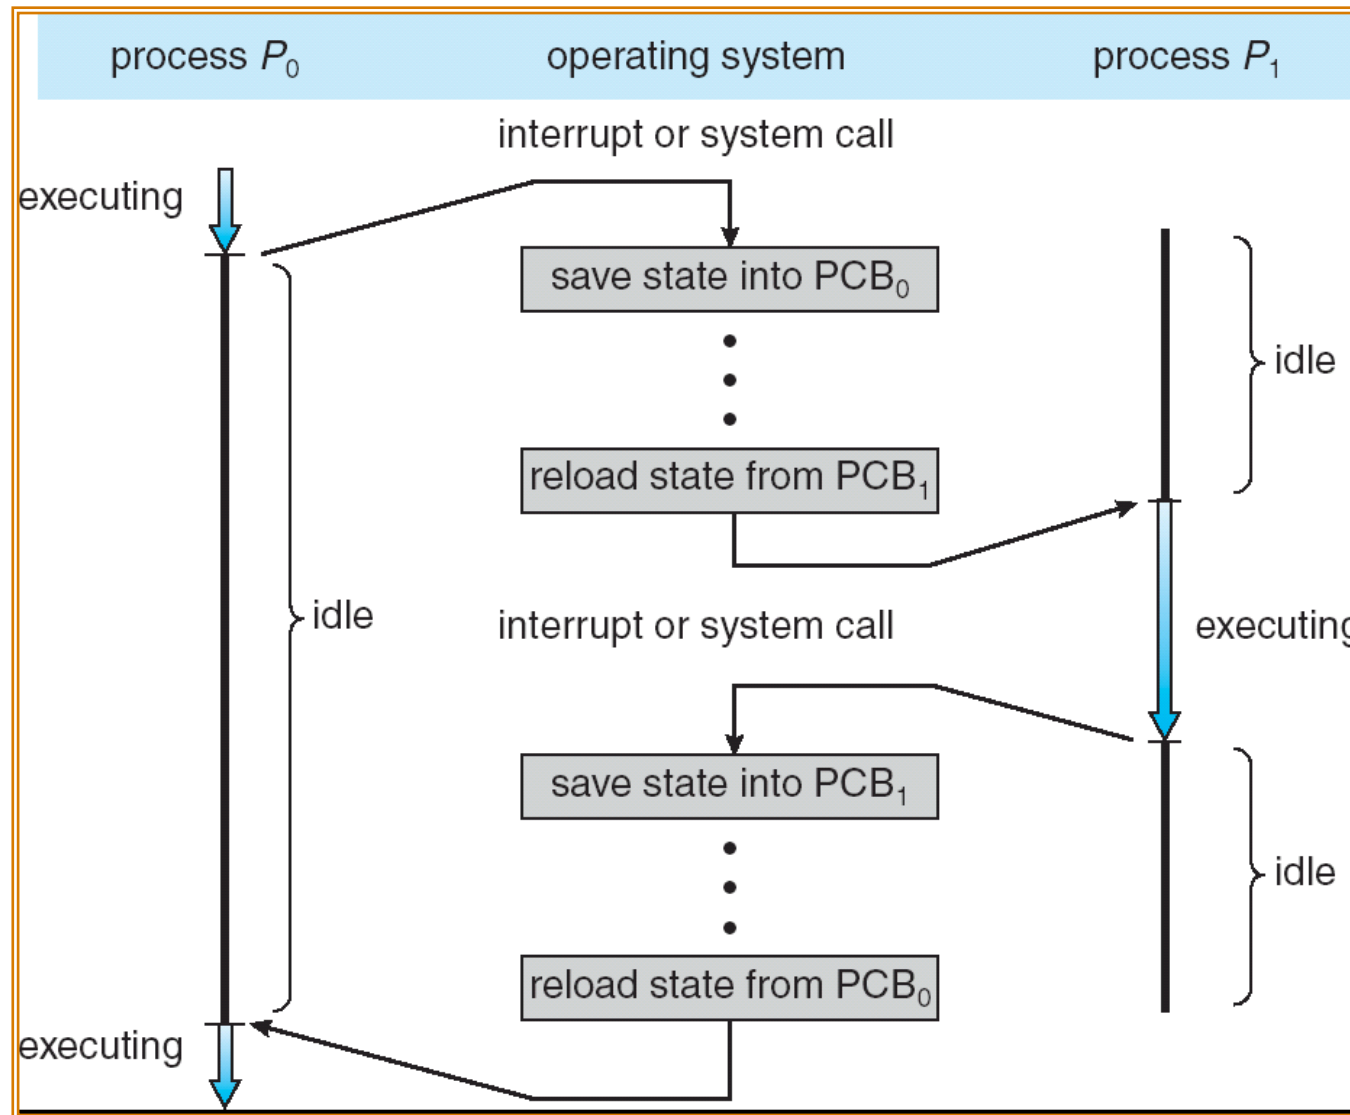 process P₀ operating system process P₁
interrupt or system call
executing
save state into PCB₀
idle
reload state from PCB₁
idle
interrupt or system call
executing
save state into PCB₁
idle
reload state from PCB₀
executing